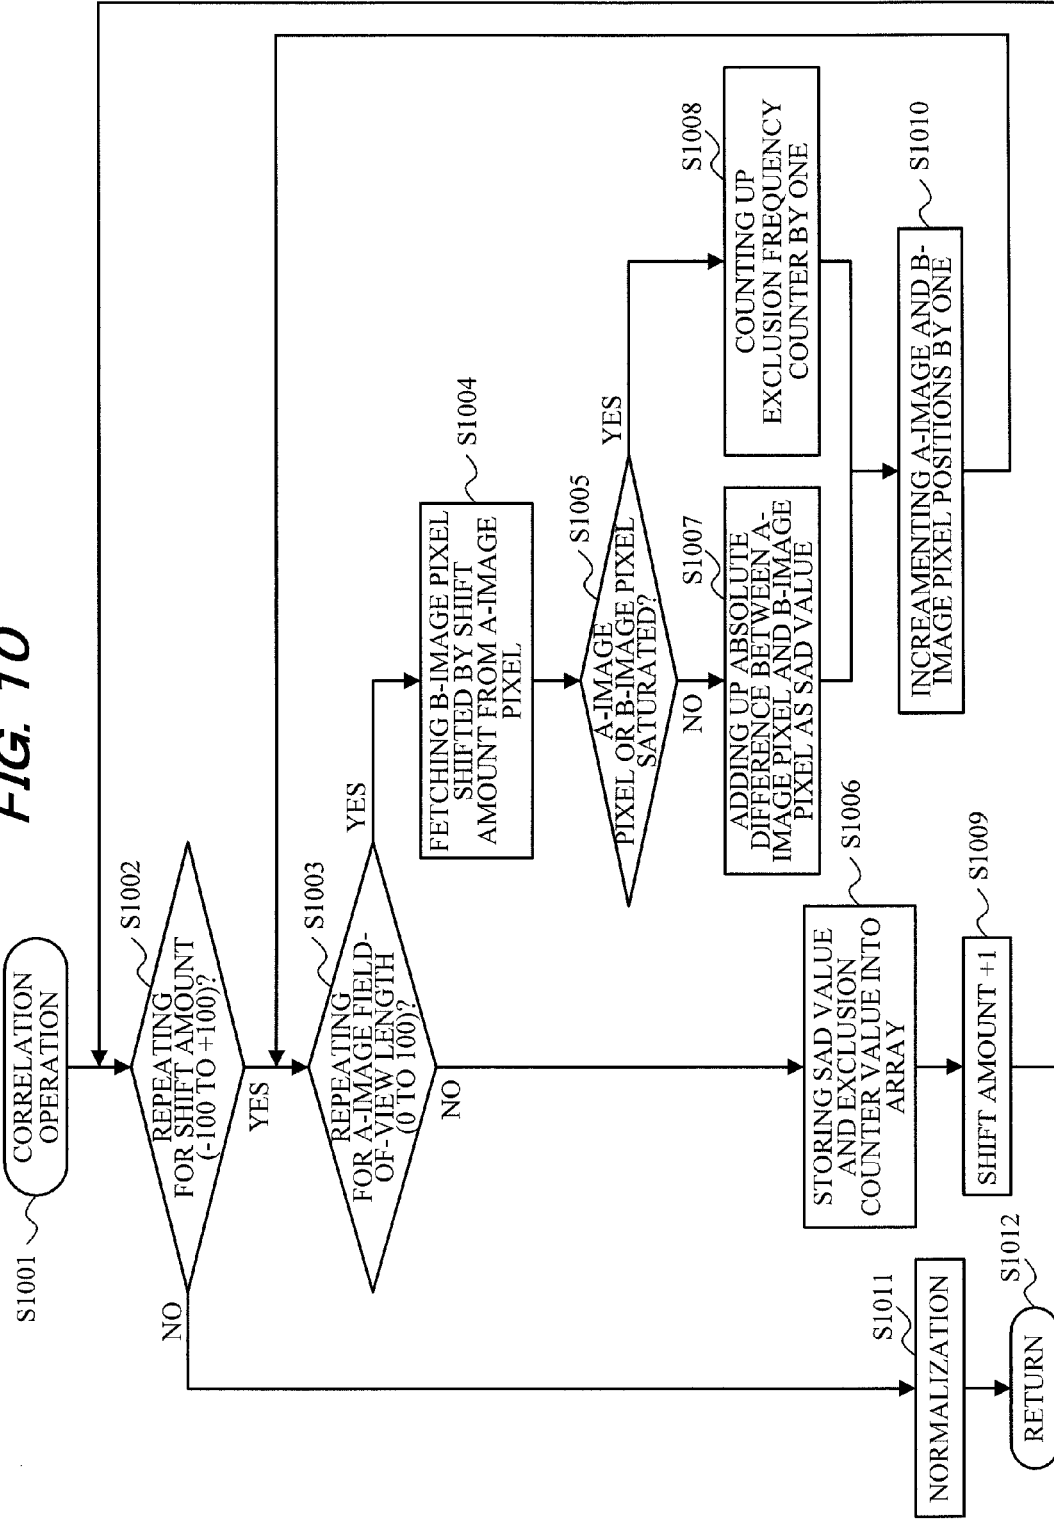 FIG. 10
CORRELATION
OPERATION
S1001
REPEATING
FOR SHIFT AMOUNT
(-100 TO +100)?
S1002
NO
YES
REPEATING
FOR A-IMAGE FIELD-
OF-VIEW LENGTH
(0 TO 100)?
S1003
YES
NO
FETCHING B-IMAGE PIXEL
SHIFTED BY SHIFT
AMOUNT FROM A-IMAGE
PIXEL
S1004
A-IMAGE
PIXEL OR B-IMAGE PIXEL
SATURATED?
S1005
YES
NO
ADDING UP ABSOLUTE
DIFFERENCE BETWEEN A-
IMAGE PIXEL AND B-IMAGE
PIXEL AS SAD VALUE
S1007
COUNTING UP
EXCLUSION FREQUENCY
COUNTER BY ONE
S1008
STORING SAD VALUE
AND EXCLUSION
COUNTER VALUE INTO
ARRAY
S1006
INCREAMENTING A-IMAGE AND B-
IMAGE PIXEL POSITIONS BY ONE
S1010
SHIFT AMOUNT +1
S1009
NORMALIZATION
S1011
RETURN
S1012